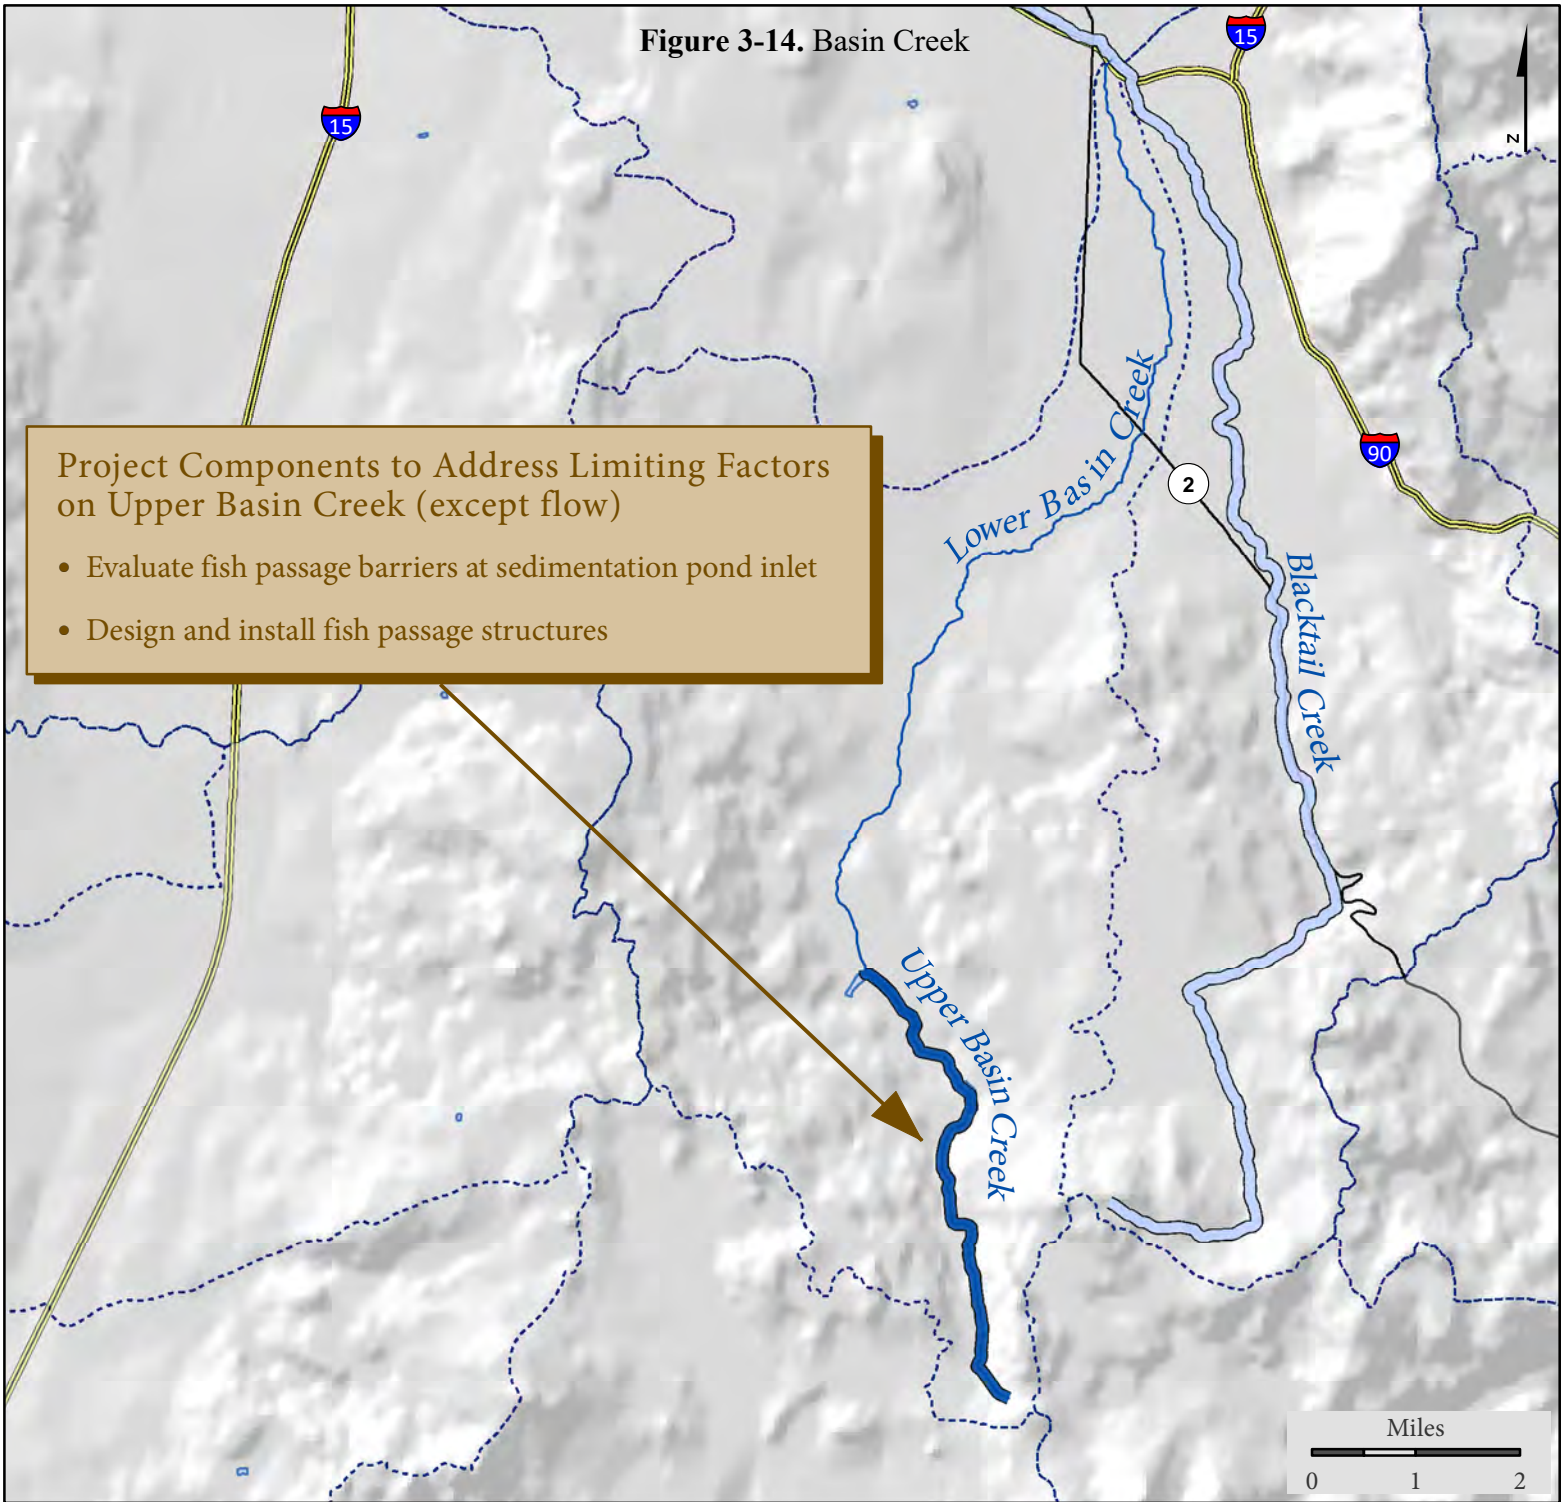 Figure 3-14. Basin Creek
15
15
N
Project Components to Address Limiting Factors
on Upper Basin Creek (except flow)
• Evaluate fish passage barriers at sedimentation pond inlet
• Design and install fish passage structures
Lower Basin Creek
2
90
Blacktail Creek
Upper Basin Creek
Miles
0 1 2